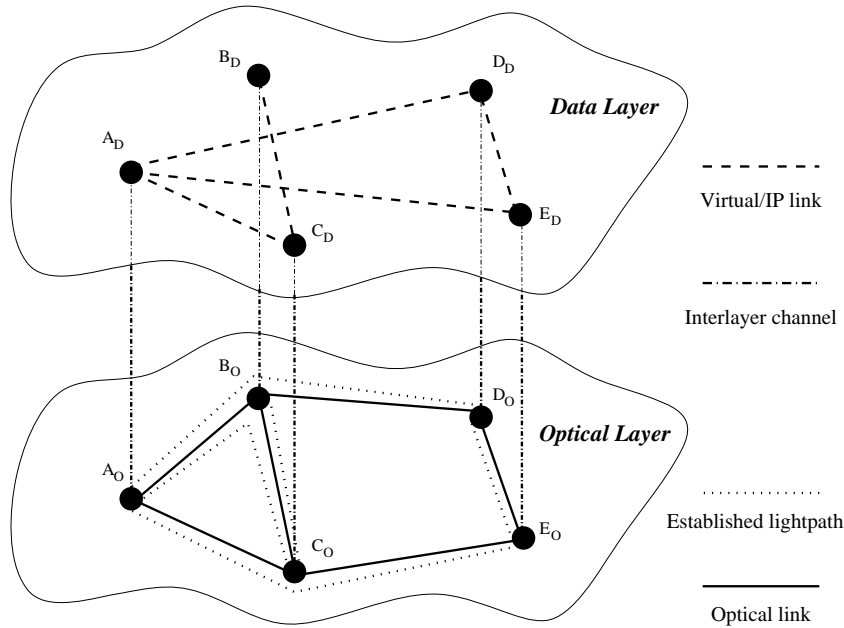 B_D
D_D
Data Layer
A_D
Virtual/IP link
E_D
C_D
Interlayer channel
B_O
D_O
Optical Layer
A_O
Established lightpath
E_O
C_O
Optical link